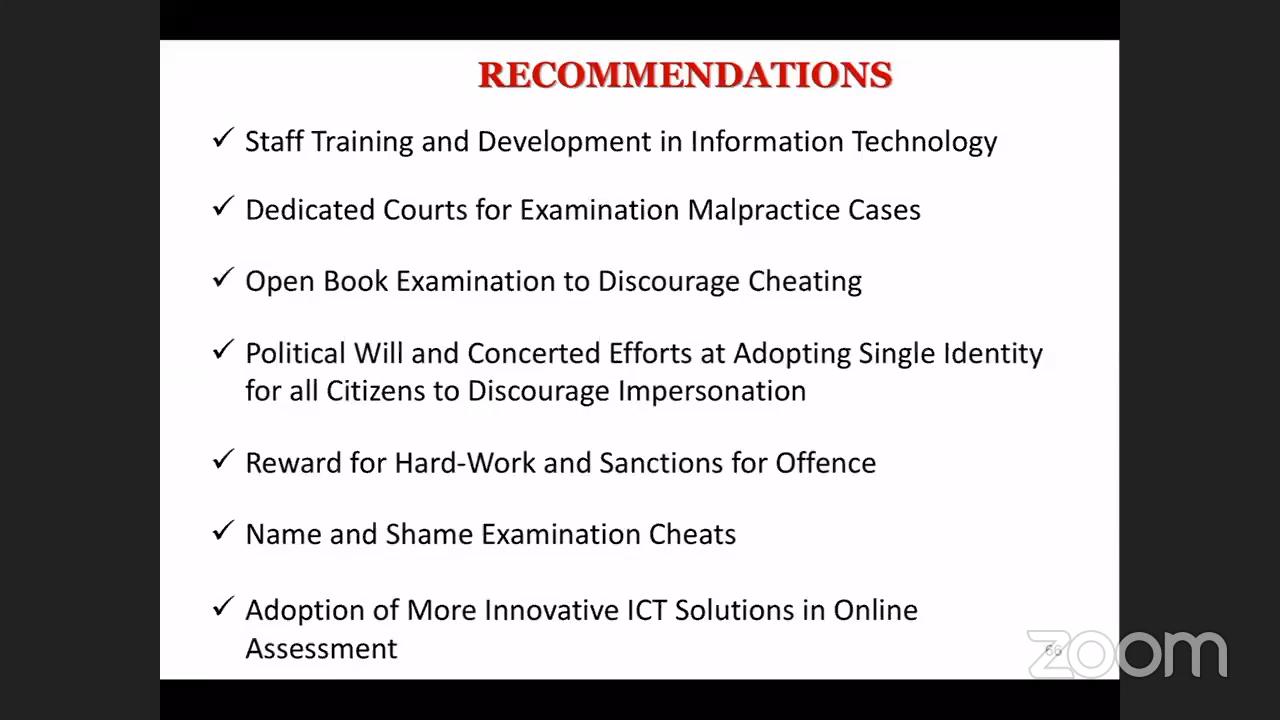 RECOMMENDATIONS
✓ Staff Training and Development in Information Technology
✓ Dedicated Courts for Examination Malpractice Cases
✓ Open Book Examination to Discourage Cheating
✓ Political Will and Concerted Efforts at Adopting Single Identity
for all Citizens to Discourage Impersonation
✓ Reward for Hard-Work and Sanctions for Offence
✓ Name and Shame Examination Cheats
✓ Adoption of More Innovative ICT Solutions in Online
Assessment
66
zoom